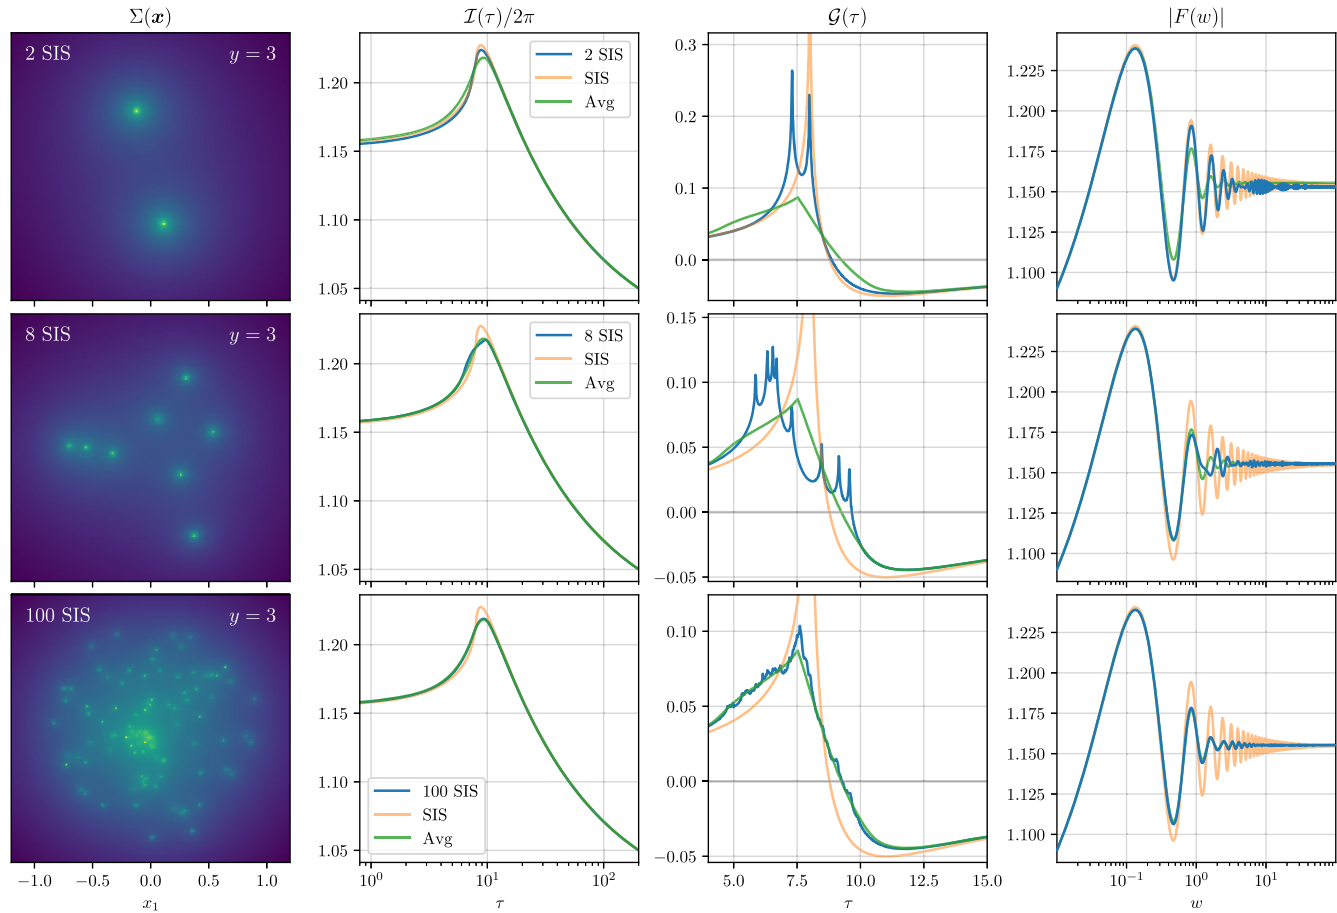 Σ(x)
I(τ)/2π
G(τ)
|F(w)|
2 SIS
y = 3
1.20
1.15
1.10
1.05
2 SIS
SIS
Avg
0.3
0.2
0.1
0.0
1.225
1.200
1.175
1.150
1.125
1.100
8 SIS
y = 3
1.20
1.15
1.10
1.05
8 SIS
SIS
Avg
0.15
0.10
0.05
0.00
−0.05
1.225
1.200
1.175
1.150
1.125
1.100
100 SIS
y = 3
1.20
1.15
1.10
1.05
100 SIS
SIS
Avg
0.10
0.05
0.00
−0.05
1.225
1.200
1.175
1.150
1.125
1.100
−1.0 −0.5 0.0 0.5 1.0
x₁
10⁰ 10¹ 10²
τ
5.0 7.5 10.0 12.5 15.0
τ
10⁻¹ 10⁰ 10¹
w